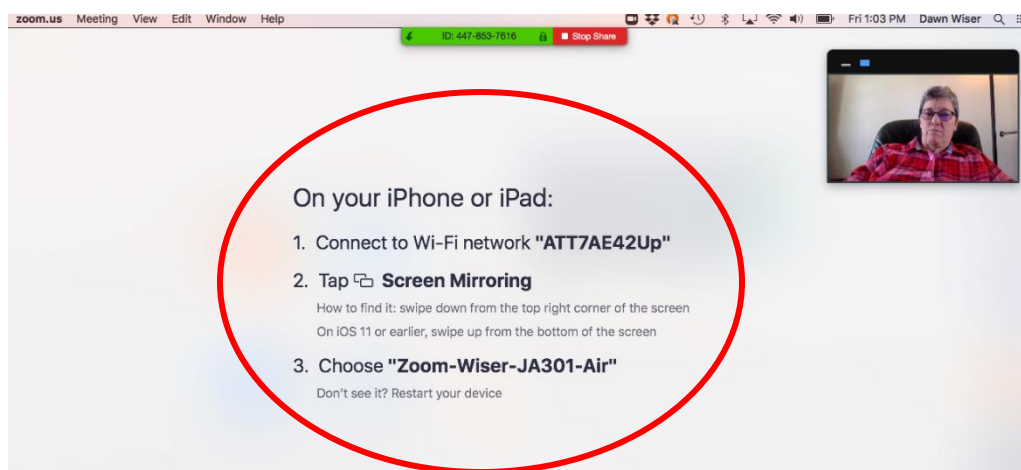 zoom.us Meeting View Edit Window Help Fri 1:03 PM Dawn Wiser
ID: 447-853-7616 Stop Share
On your iPhone or iPad:
1. Connect to Wi-Fi network "ATT7AE42Up"
2. Tap Screen Mirroring
How to find it: swipe down from the top right corner of the screen
On iOS 11 or earlier, swipe up from the bottom of the screen
3. Choose "Zoom-Wiser-JA301-Air"
Don't see it? Restart your device